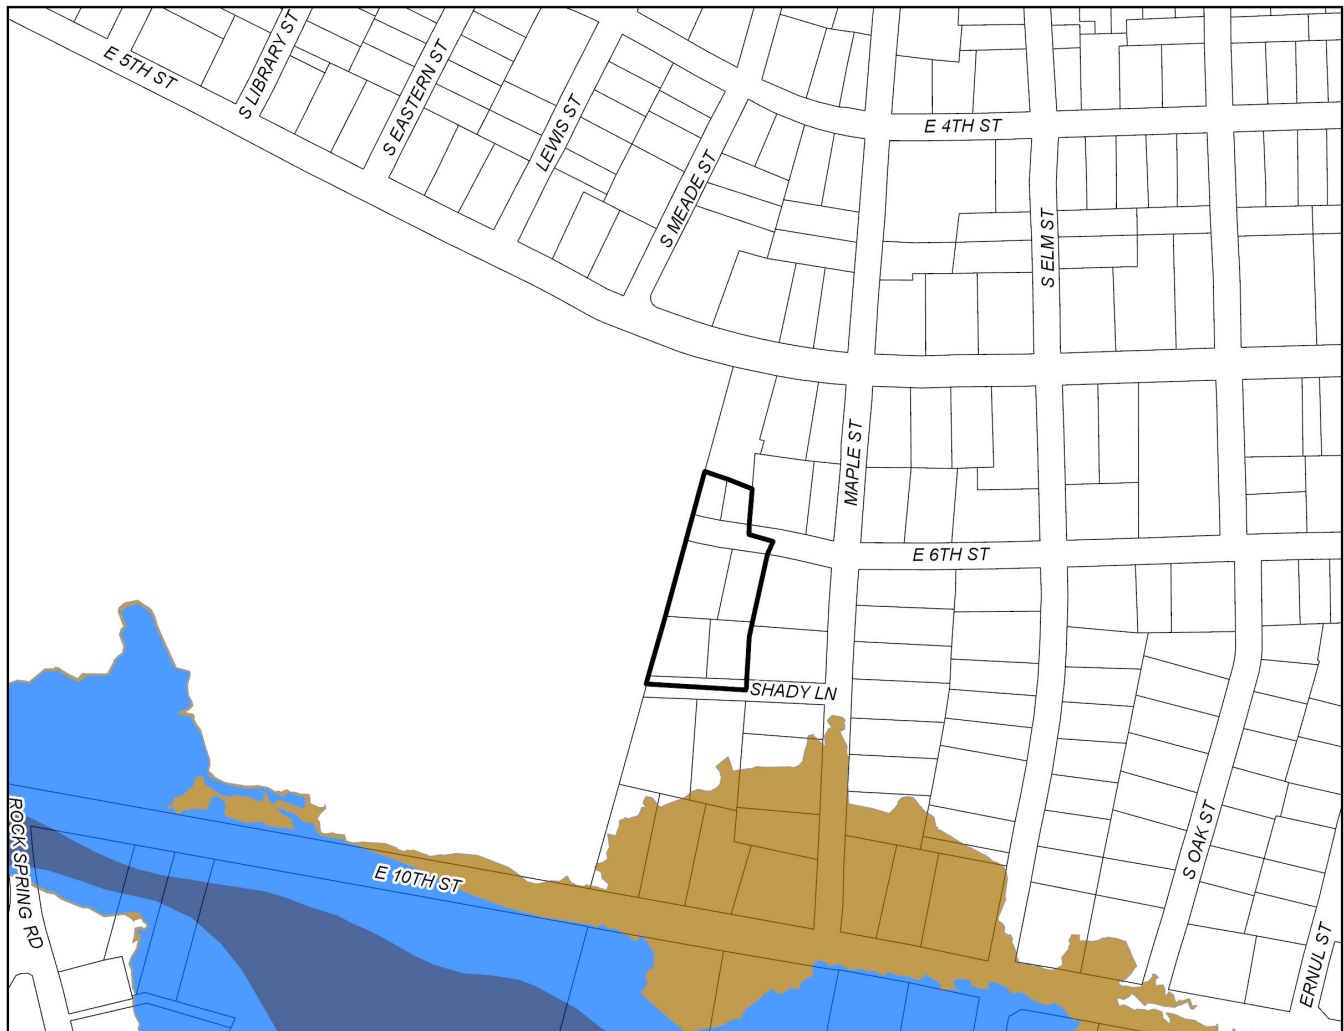 E 5TH ST
S LIBRARY ST
S EASTERN ST
LEWIS ST
S MEADE ST
E 4TH ST
S ELM ST
MAPLE ST
E 6TH ST
SHADY LN
ROCK SPRING RD
E 10TH ST
S OAK ST
ERNUL ST